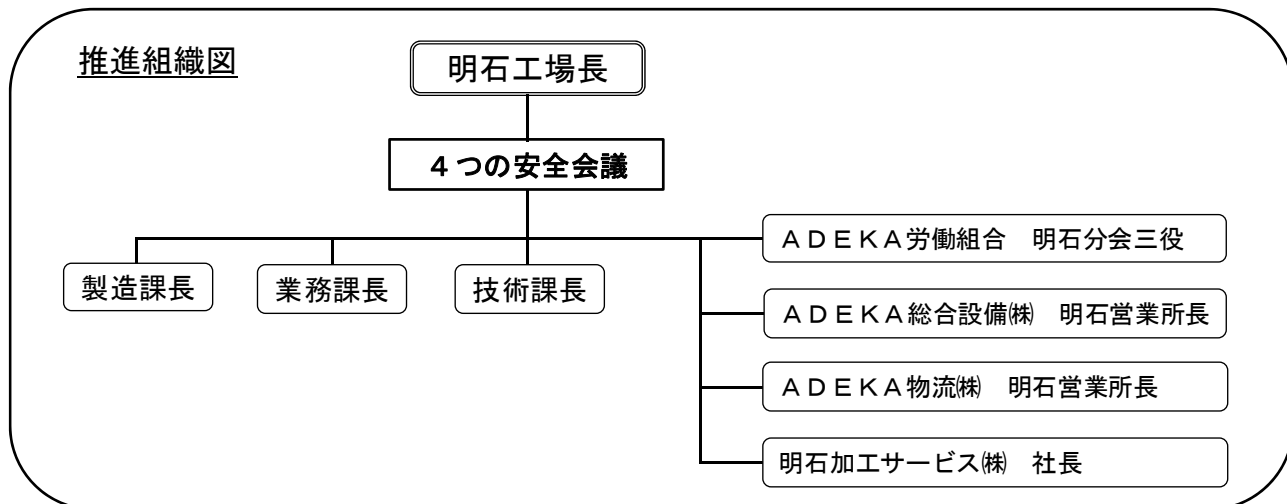 推進組織図
明石工場長
４つの安全会議
製造課長
業務課長
技術課長
ＡＤＥＫＡ労働組合　明石分会三役
ＡＤＥＫＡ総合設備㈱　明石営業所長
ＡＤＥＫＡ物流㈱　明石営業所長
明石加工サービス㈱　社長